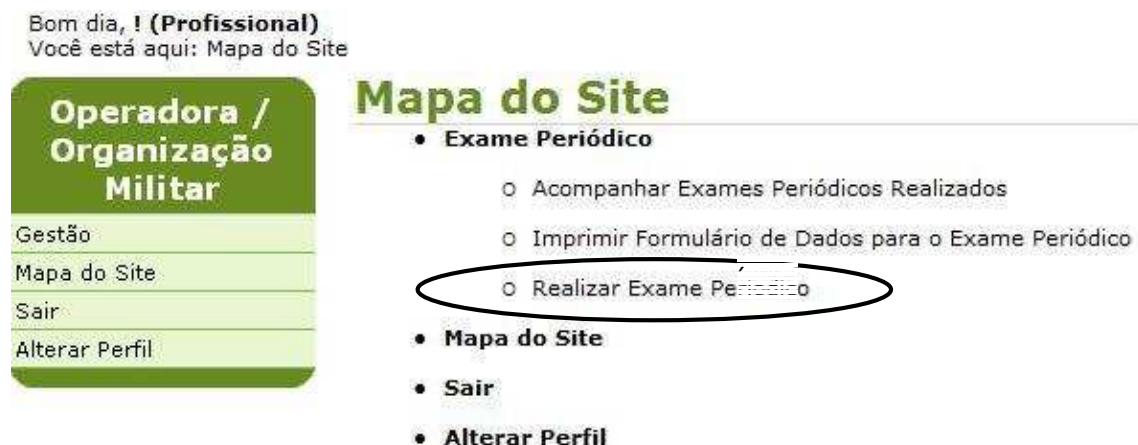 Bom dia, ! (Profissional)
Você está aqui: Mapa do Site
Operadora /
Organização
Militar
Gestão
Mapa do Site
Sair
Alterar Perfil
Mapa do Site
• Exame Periódico
o Acompanhar Exames Periódicos Realizados
o Imprimir Formulário de Dados para o Exame Periódico
o Realizar Exame
• Mapa do Site
• Sair
• Alterar Perfil